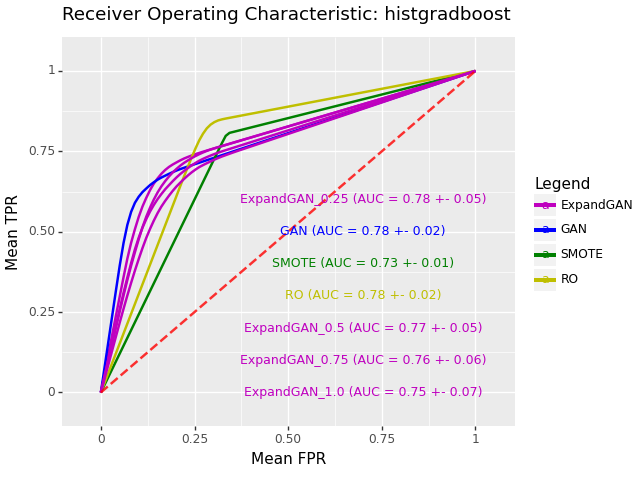 Receiver Operating Characteristic: histgradboost
Mean TPR
1
0.75
0.50
0.25
0
ExpandGAN_0.25 (AUC = 0.78 +- 0.05)
GAN (AUC = 0.78 +- 0.02)
SMOTE (AUC = 0.73 +- 0.01)
RO (AUC = 0.78 +- 0.02)
ExpandGAN_0.5 (AUC = 0.77 +- 0.05)
ExpandGAN_0.75 (AUC = 0.76 +- 0.06)
ExpandGAN_1.0 (AUC = 0.75 +- 0.07)
0
0.25
0.50
0.75
1
Mean FPR
Legend
a ExpandGAN
a GAN
a SMOTE
a RO